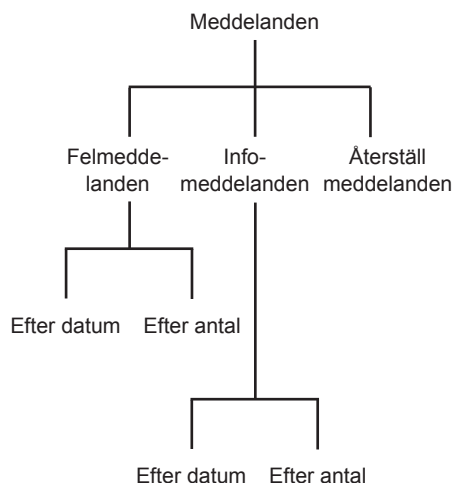 Meddelanden
Felmedde-
landen
Info-
meddelanden
Återställ
meddelanden
Efter datum
Efter antal
Efter datum
Efter antal